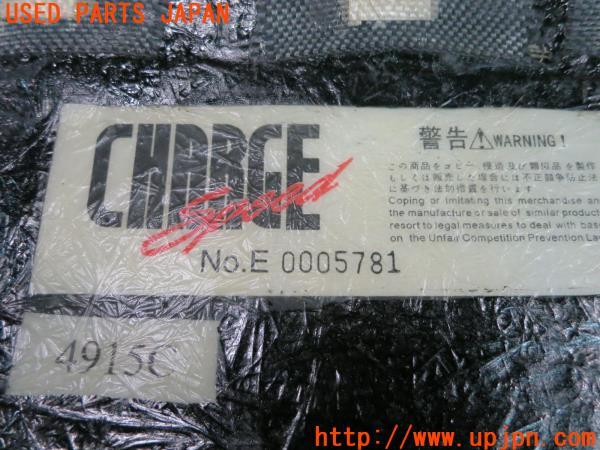 USED PARTS JAPAN
CHARGE
Speed
No.E 0005781
警告⚠WARNING!
この商品をコピー、模造及び類似品を製作
もしくは販売した場合には不正競争防止法
に基づき法的措置を行います。
Coping or imitating this merchandise an
the manufacture or sale of similar product
resort to legal measures to deal with base
on the Unfair Competition Prevention Law
4915C
http://www.upjpn.com